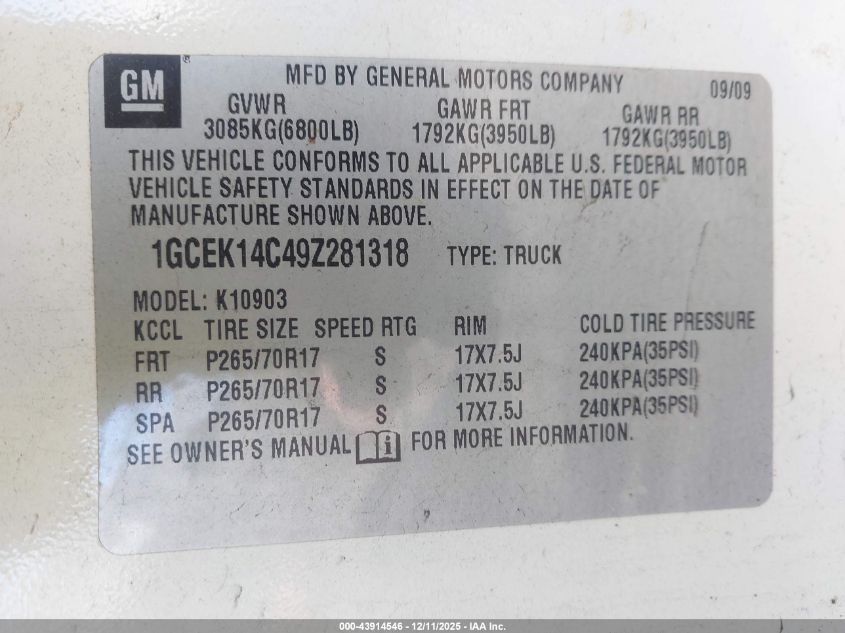 GM
MFD BY GENERAL MOTORS COMPANY 09/09
GVWR GAWR FRT GAWR RR
3085KG(6800LB) 1792KG(3950LB) 1792KG(3950LB)
THIS VEHICLE CONFORMS TO ALL APPLICABLE U.S. FEDERAL MOTOR
VEHICLE SAFETY STANDARDS IN EFFECT ON THE DATE OF
MANUFACTURE SHOWN ABOVE.
1GCEK14C49Z281318 TYPE: TRUCK
MODEL: K10903
KCCL TIRE SIZE SPEED RTG RIM COLD TIRE PRESSURE
FRT P265/70R17 S 17X7.5J 240KPA(35PSI)
RR P265/70R17 S 17X7.5J 240KPA(35PSI)
SPA P265/70R17 S 17X7.5J 240KPA(35PSI)
SEE OWNER'S MANUAL i FOR MORE INFORMATION.
000-43914546 - 12/11/2025 - IAA Inc.